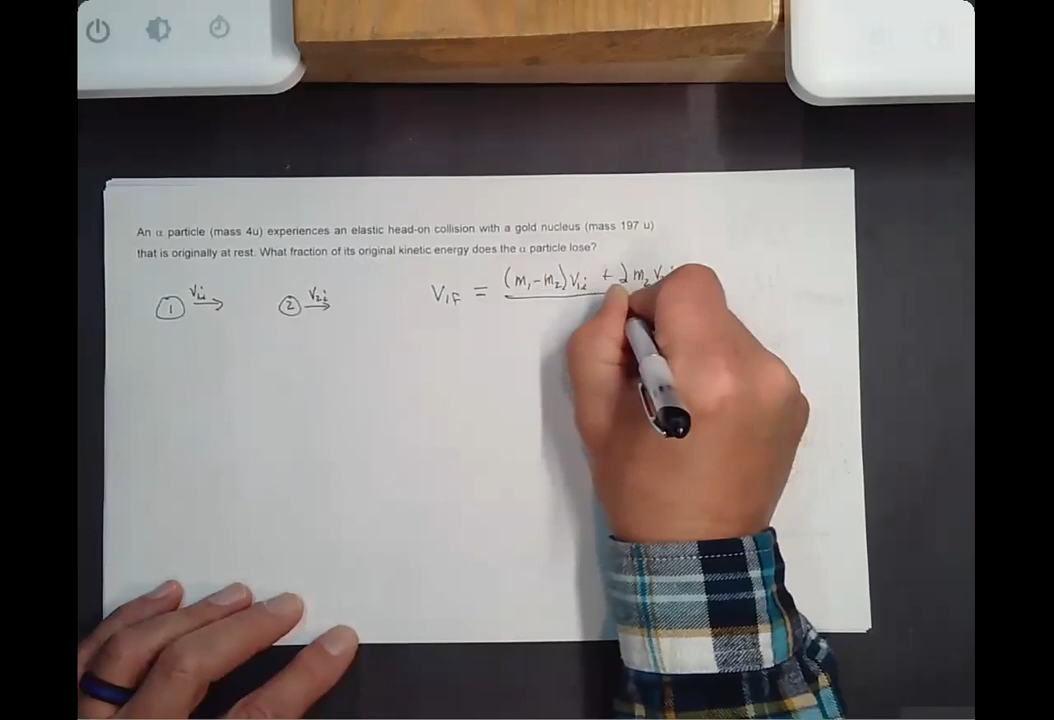 An α particle (mass 4u) experiences an elastic head-on collision with a gold nucleus (mass 197 u)
that is originally at rest. What fraction of its original kinetic energy does the α particle lose?
1 V1i 2 V2i V1F = (m1-m2)V1i + 2m2